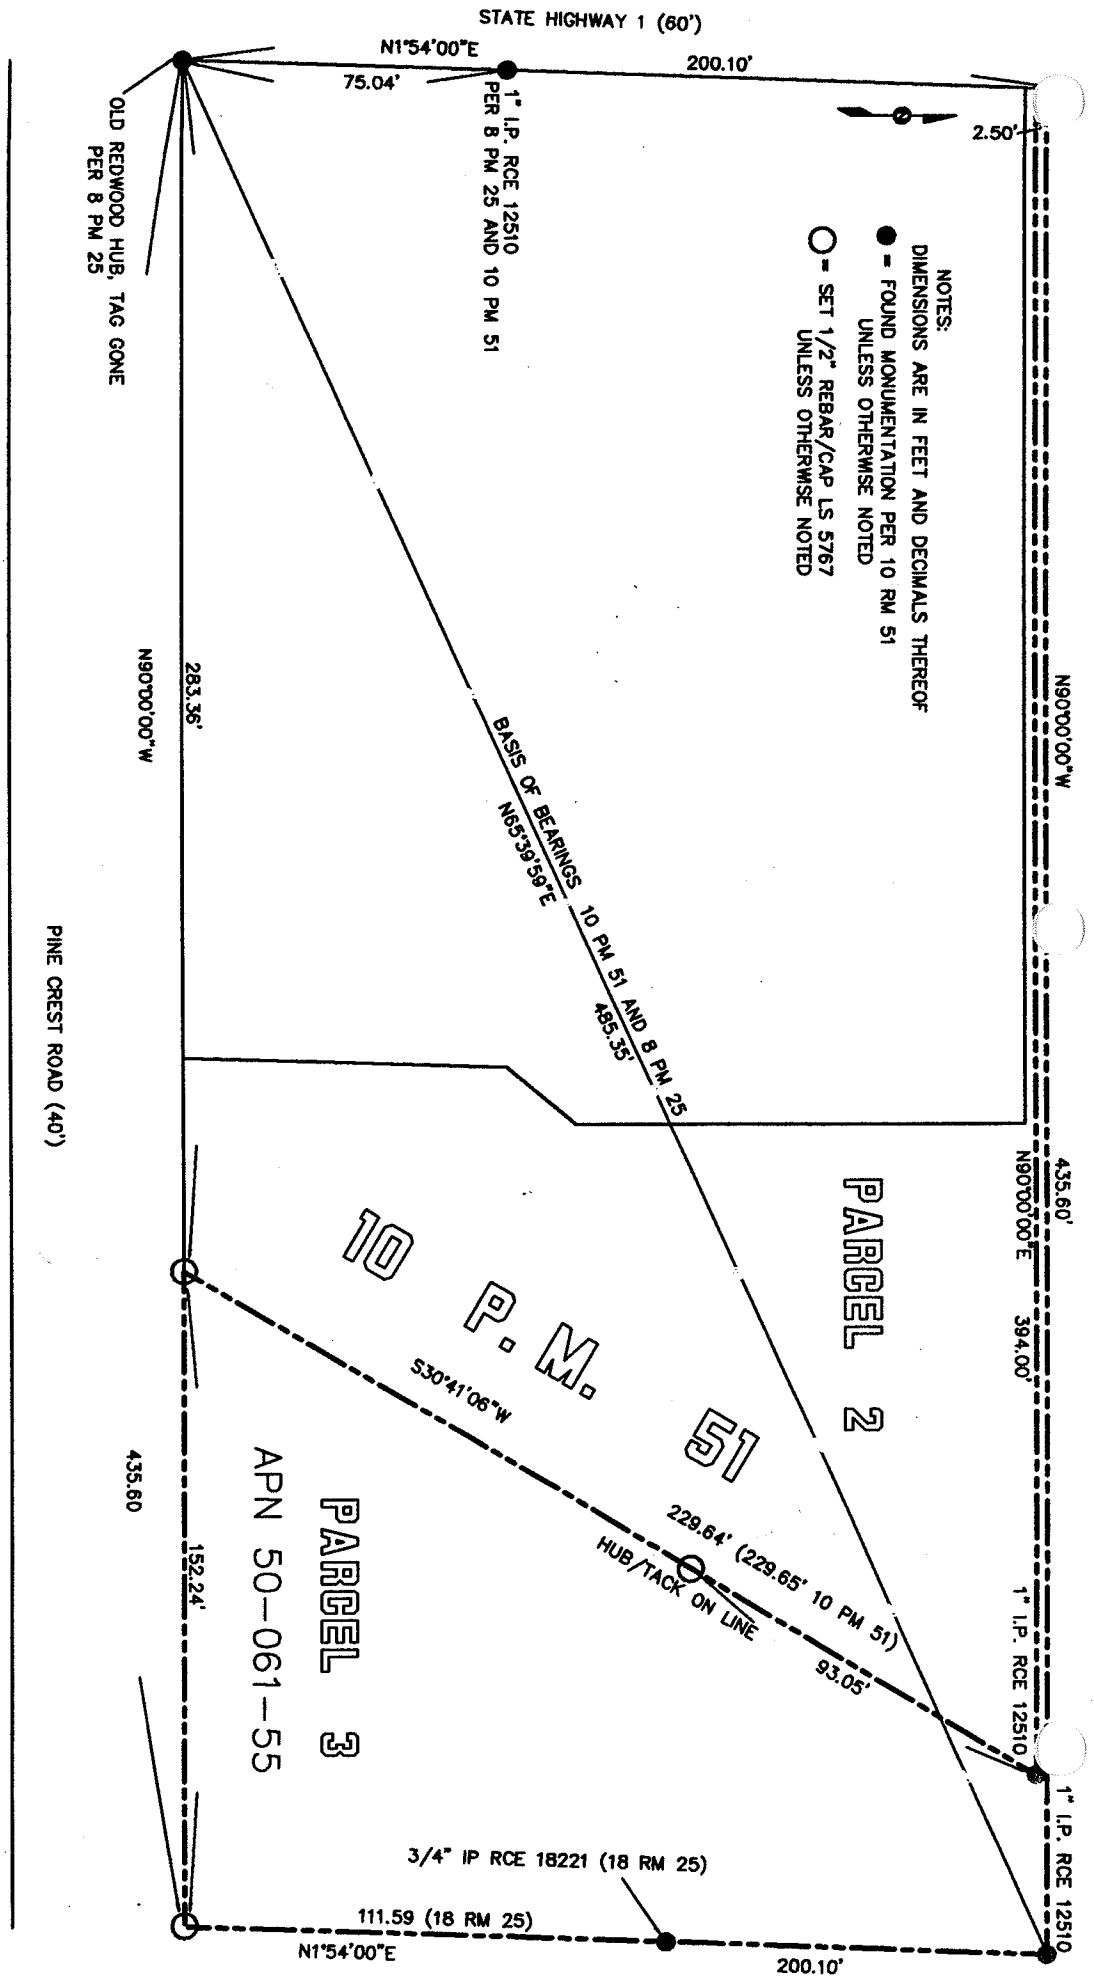 STATE HIGHWAY 1 (60')
N1°54'00"E
75.04'
200.10'
1" I.P. RCE 12510
PER 8 PM 25 AND 10 PM 51
OLD REDWOOD HUB, TAG GONE
PER 8 PM 25
2.50'
NOTES:
DIMENSIONS ARE IN FEET AND DECIMALS THEREOF
= FOUND MONUMENTATION PER 10 RM 51
UNLESS OTHERWISE NOTED
= SET 1/2" REBAR/CAP LS 5767
UNLESS OTHERWISE NOTED
N90°00'00"W
435.60'
N90°00'00"E
394.00'
BASIS OF BEARINGS 10 PM 51 AND 8 PM 25
N65°39'59"E
485.35'
283.36'
N90°00'00"W
PINE CREST ROAD (40')
PARCEL 2
10 P. M. 51
S30°41'06"W
229.64' (229.65' 10 PM 51)
HUB/TACK ON LINE
93.05'
1" I.P. RCE 12510
1" I.P. RCE 12510
PARCEL 3
APN 50-061-55
152.24'
435.60
3/4" IP RCE 18221 (18 RM 25)
111.59 (18 RM 25)
N1°54'00"E
200.10'